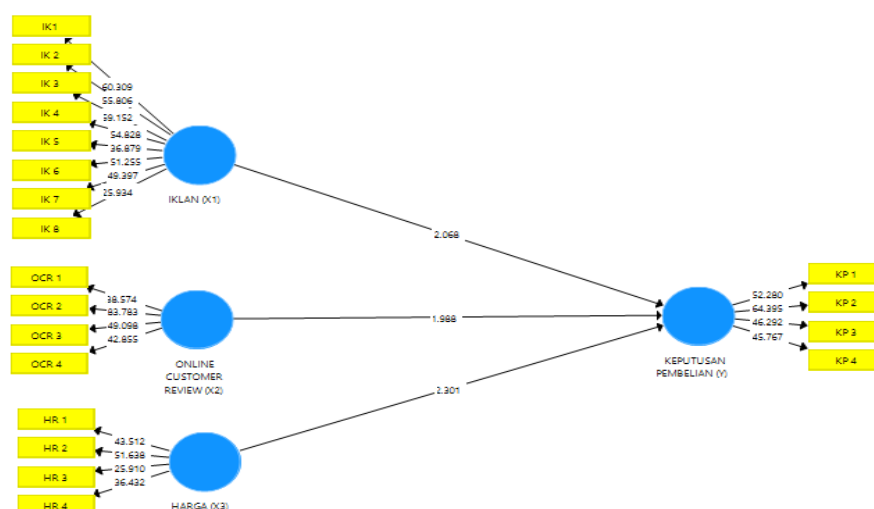 IK1
IK 2
IK 3
IK 4
IK 5
IK 6
IK 7
IK 8
60.309
55.806
54.828
36.879
51.255
49.397
25.934
IKLAN (X1)
2.068
OCR 1
OCR 2
OCR 3
OCR 4
83.783
49.098
42.855
ONLINE
CUSTOMER
REVIEW (X2)
1.988
HR 1
HR 2
HR 3
HR 4
43.512
51.638
25.910
36.432
HARGA (X3)
2.301
KEPUTUSAN
PEMBELIAN (Y)
52.280
64.395
46.292
45.767
KP 1
KP 2
KP 3
KP 4